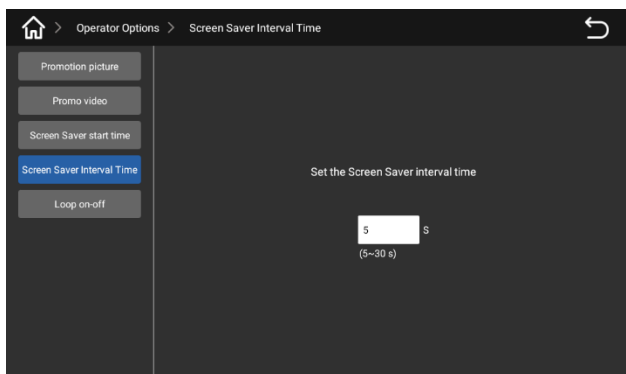 > Operator Options > Screen Saver Interval Time
Promotion picture
Promo video
Screen Saver start time
Screen Saver Interval Time
Loop on-off
Set the Screen Saver interval time
5 S
(5~30 s)